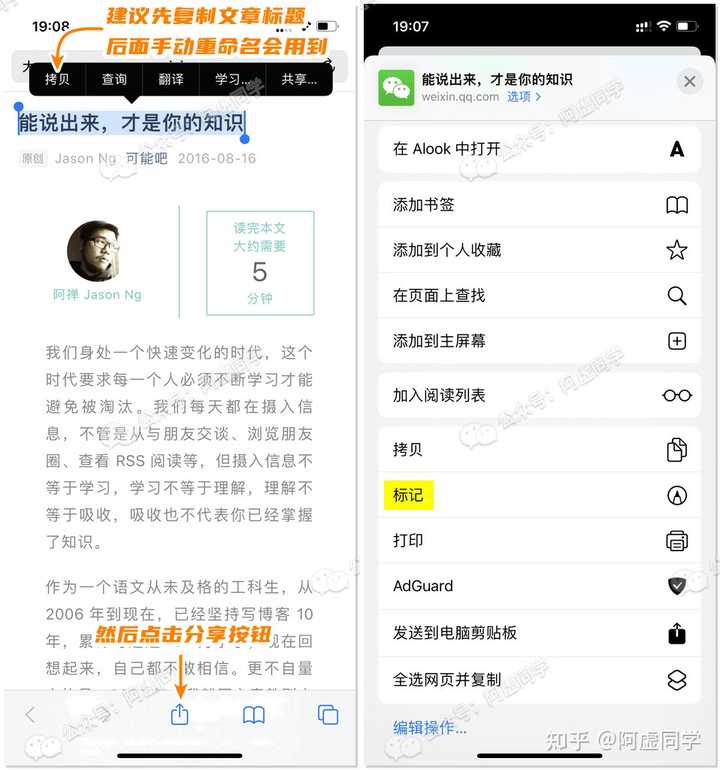 19:08
建议先复制文章标题
后面手动重命名会用到
拷贝 查询 翻译 学习... 共享...
能说出来，才是你的知识
原创 Jason Ng 可能吧 2016-08-16
读完本文
大约需要
5
分钟
阿禅 Jason Ng
我们身处一个快速变化的时代，这个
时代要求每一个人必须不断学习才能
避免被淘汰。我们每天都在摄入信
息，不管是从与朋友交谈、浏览朋友
圈、查看 RSS 阅读等，但摄入信息不
等于学习，学习不等于理解，理解不
等于吸收，吸收也不代表你已经掌握
了知识。
作为一个语文从未及格的工科生，从
2006 年到现在，已经坚持写博客 10
年，累
然后点击分享按钮
现在回
想起来，自己都不敢相信。更不自量
19:07
能说出来，才是你的知识
weixin.qq.com 选项 >
在 Alook 中打开
添加书签
添加到个人收藏
在页面上查找
添加到主屏幕
加入阅读列表
拷贝
标记
打印
AdGuard
发送到电脑剪贴板
全选网页并复制
编辑操作...
知乎 @阿虚同学
公众号：阿虚同学